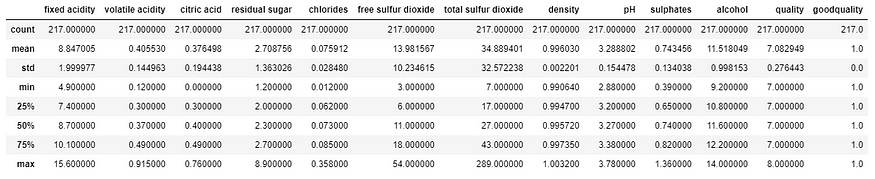 fixed acidity volatile acidity citric acid residual sugar chlorides free sulfur dioxide total sulfur dioxide density pH sulphates alcohol quality goodquality
count 217.000000 217.000000 217.000000 217.000000 217.000000 217.000000 217.000000 217.000000 217.000000 217.000000 217.000000 217.000000 217.0
mean 8.847005 0.405530 0.376498 2.708756 0.075912 13.981567 34.889401 0.996030 3.288802 0.743456 11.518049 7.082949 1.0
std 1.999977 0.144963 0.194438 1.363026 0.028480 10.234615 32.572238 0.002201 0.154478 0.134038 0.998153 0.276443 0.0
min 4.900000 0.120000 0.000000 1.200000 0.012000 3.000000 7.000000 0.990640 2.880000 0.390000 9.200000 7.000000 1.0
25% 7.400000 0.300000 0.300000 2.000000 0.062000 6.000000 17.000000 0.994700 3.200000 0.650000 10.800000 7.000000 1.0
50% 8.700000 0.370000 0.400000 2.300000 0.073000 11.000000 27.000000 0.995720 3.270000 0.740000 11.600000 7.000000 1.0
75% 10.100000 0.490000 0.490000 2.700000 0.085000 18.000000 43.000000 0.997350 3.380000 0.820000 12.200000 7.000000 1.0
max 15.600000 0.915000 0.760000 8.900000 0.358000 54.000000 289.000000 1.003200 3.780000 1.360000 14.000000 8.000000 1.0